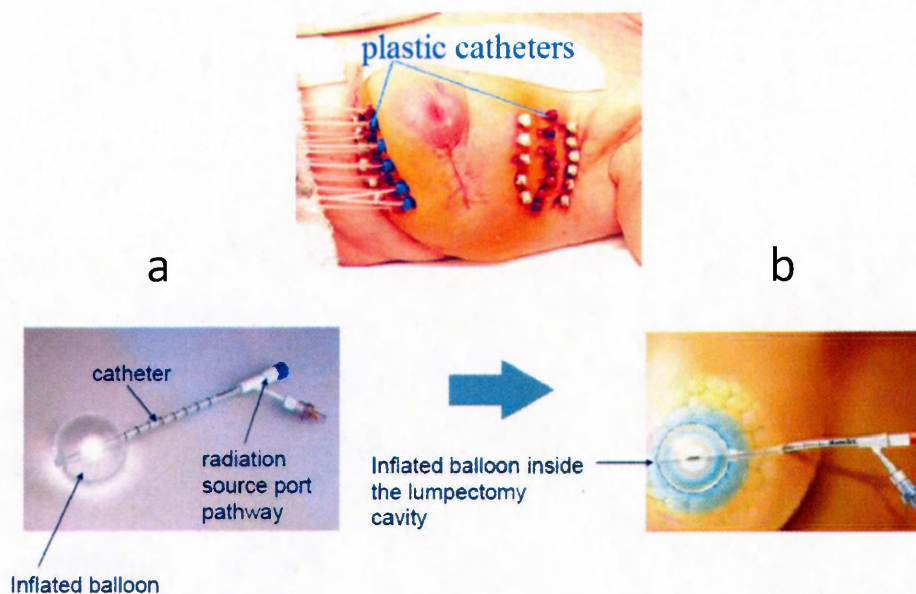 plastic catheters
a
b
catheter
radiation
source port
pathway
Inflated balloon inside
the lumpectomy
cavity
Inflated balloon